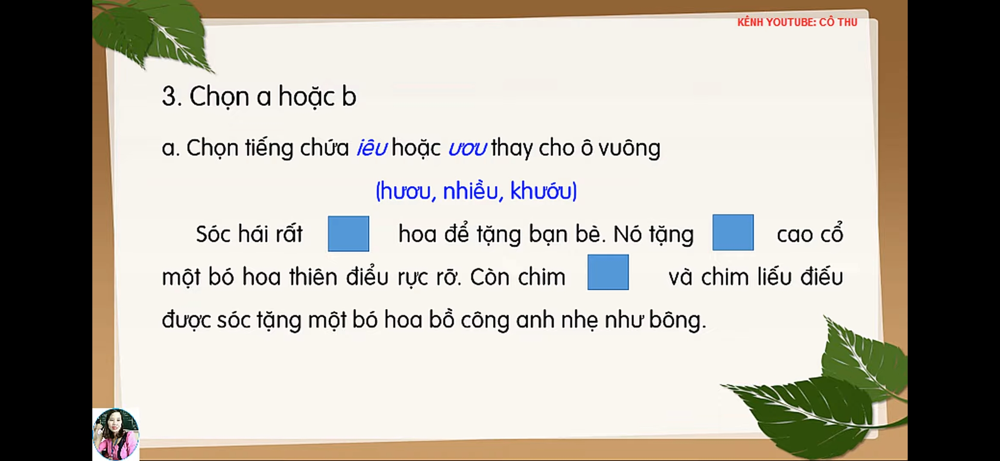 KÊNH YOUTUBE: CÔ THU
3. Chọn a hoặc b
a. Chọn tiếng chứa iêu hoặc ươu thay cho ô vuông
(hươu, nhiều, khướu)
Sóc hái rất hoa để tặng bạn bè. Nó tặng cao cổ
một bó hoa thiên điểu rực rỡ. Còn chim và chim liếu điếu
được sóc tặng một bó hoa bồ công anh nhẹ như bông.